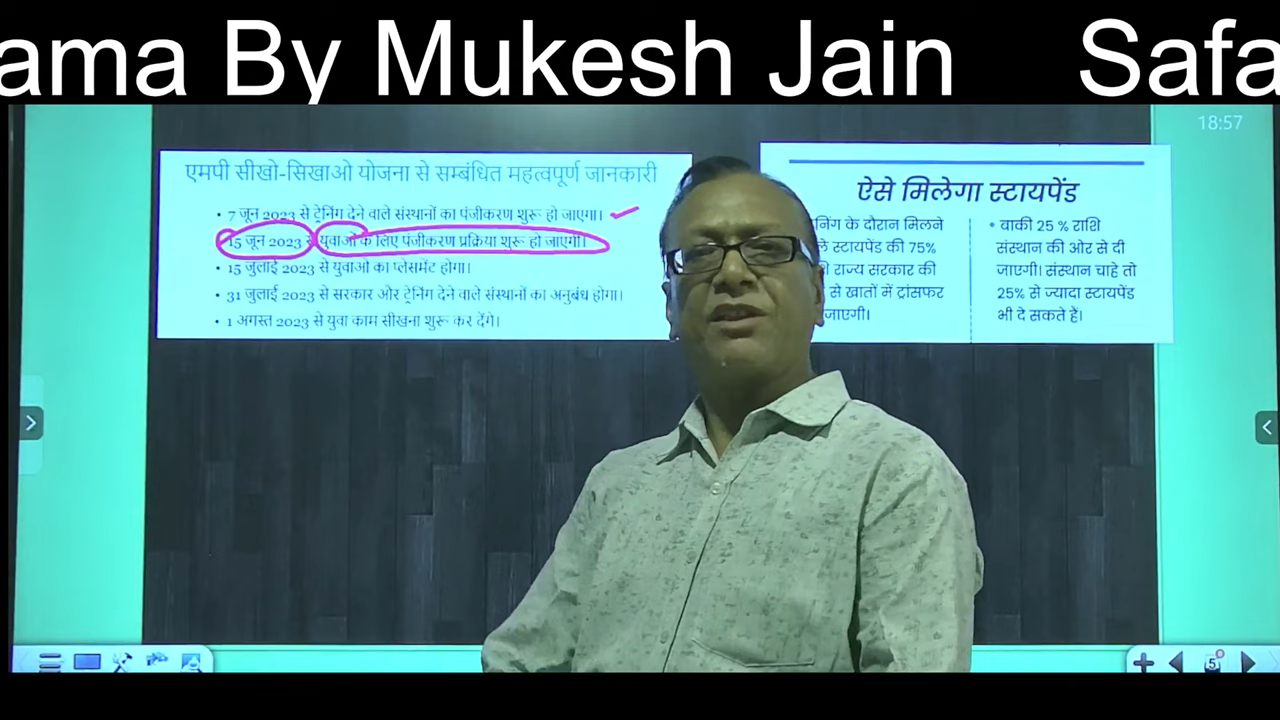 ama By Mukesh Jain Safa
18:57
एमपी सीखो-सिखाओ योजना से सम्बंधित महत्वपूर्ण जानकारी
• 7 जून 2023 से ट्रेनिंग देने वाले संस्थानों का पंजीकरण शुरू हो जाएगा।
15 जून 2023 से युवाओं के लिए पंजीकरण प्रक्रिया शुरू हो जाएगी।
• 15 जुलाई 2023 से युवाओं का प्लेसमेंट होगा।
• 31 जुलाई 2023 से सरकार और ट्रेनिंग देने वाले संस्थानों का अनुबंध होगा।
• 1 अगस्त 2023 से युवा काम सीखना शुरू कर देंगे।
ऐसे मिलेगा स्टायपेंड
निंग के दौरान मिलने
ले स्टायपेंड की 75%
राज्य सरकार की
से खातों में ट्रांसफर
जाएगी।
• बाकी 25 % राशि
संस्थान की ओर से दी
जाएगी। संस्थान चाहे तो
25% से ज्यादा स्टायपेंड
भी दे सकते हैं।
5